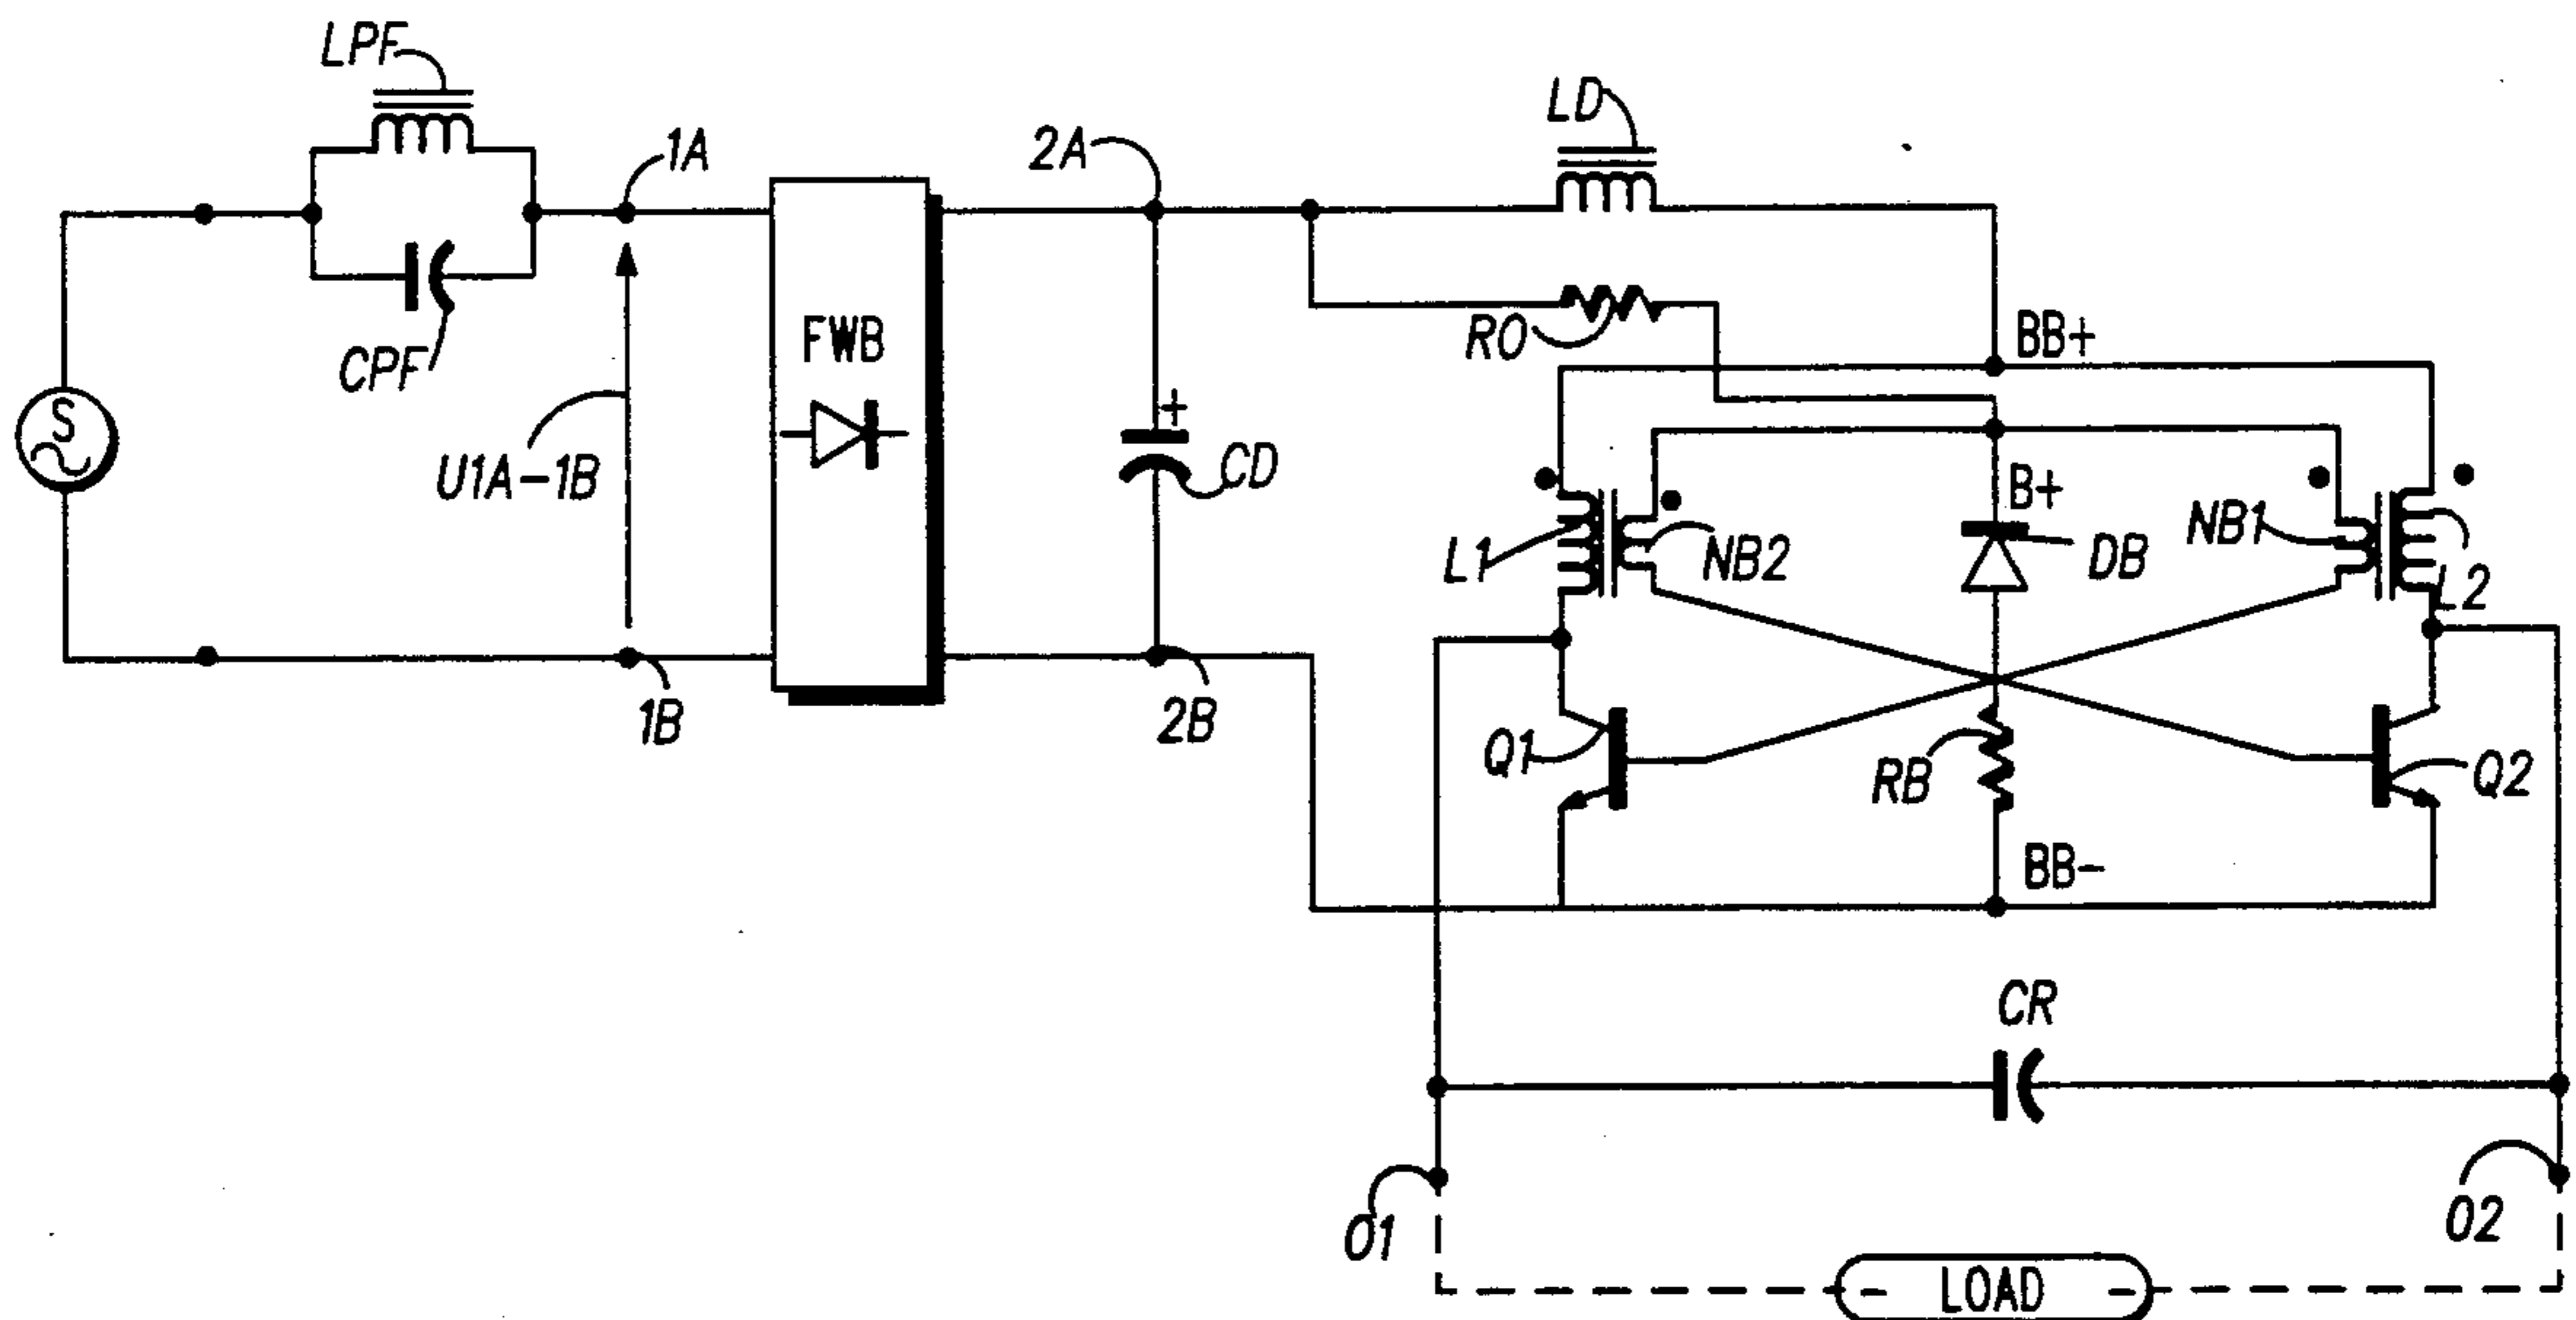 LPF
LD
1A
2A
RO
BB+
FWB
CPF
S
+
U1A-1B
CD
B+
L1
NB2
DB
NB1
L2
1B
2B
Q1
RB
Q2
BB-
CR
O1
O2
- LOAD -